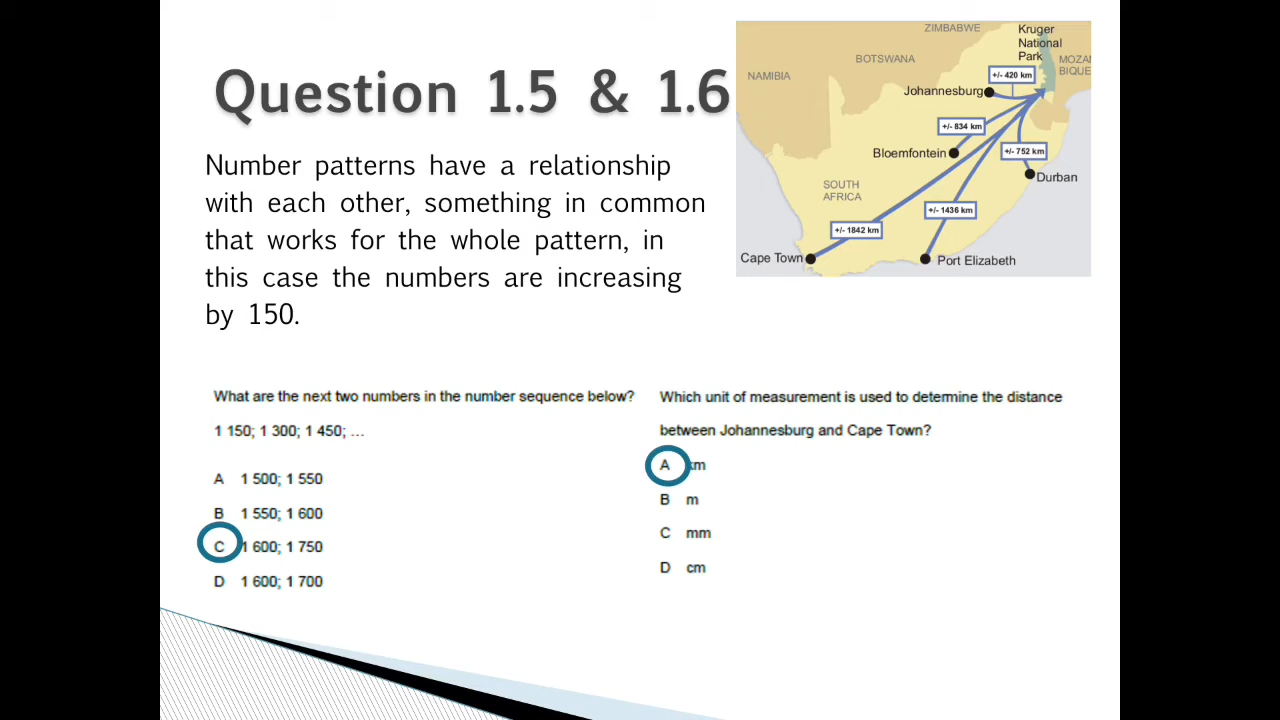 Question 1.5 & 1.6
Number patterns have a relationship
with each other, something in common
that works for the whole pattern, in
this case the numbers are increasing
by 150.
ZIMBABWE
Kruger
National
Park
BOTSWANA
MOZAM
BIQUE
NAMIBIA
+/- 420 km
Johannesburg
+/- 834 km
Bloemfontein
+/- 752 km
Durban
SOUTH
AFRICA
+/- 1436 km
+/- 1842 km
Cape Town
Port Elizabeth
What are the next two numbers in the number sequence below?
1 150; 1 300; 1 450; ...
A 1 500; 1 550
B 1 550; 1 600
C 1 600; 1 750
D 1 600; 1 700
Which unit of measurement is used to determine the distance
between Johannesburg and Cape Town?
A km
B m
C mm
D cm